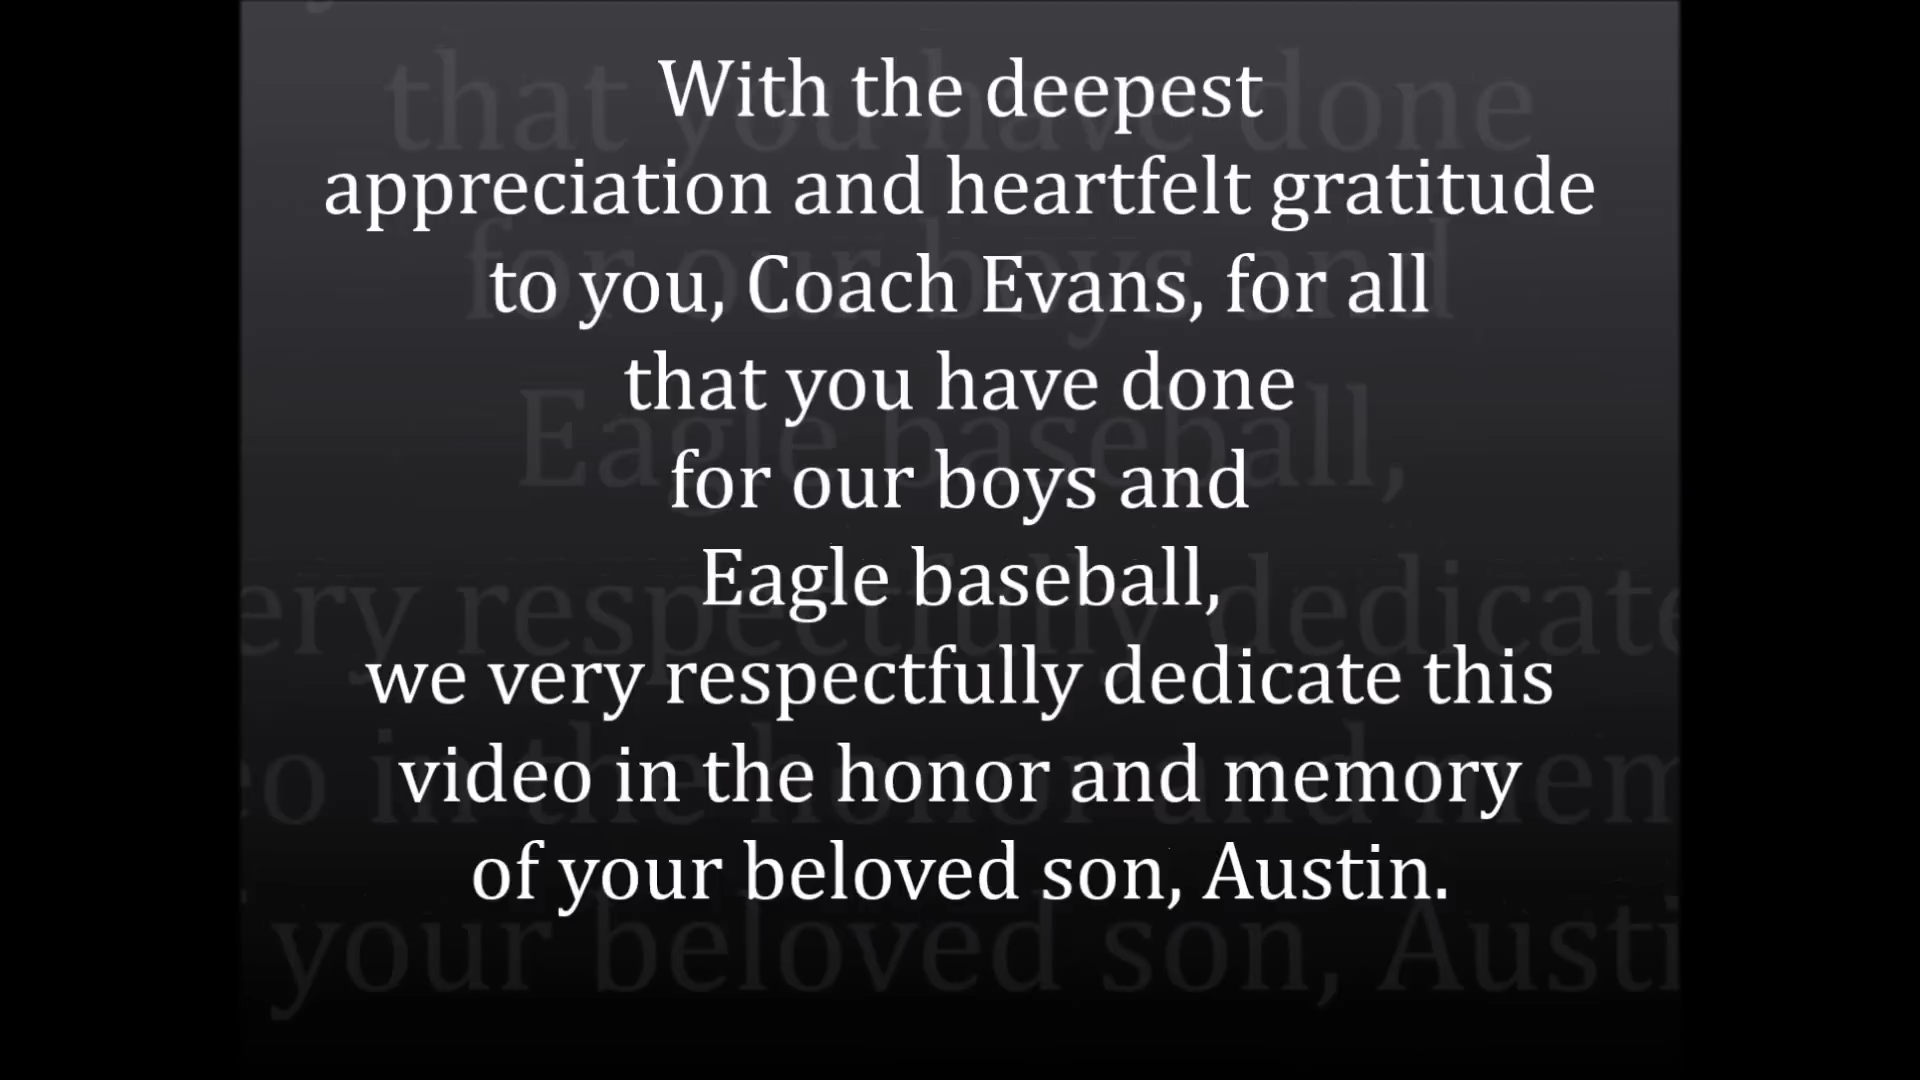 With the deepest
appreciation and heartfelt gratitude
to you, Coach Evans, for all
that you have done
for our boys and
Eagle baseball,
we very respectfully dedicate this
video in the honor and memory
of your beloved son, Austin.